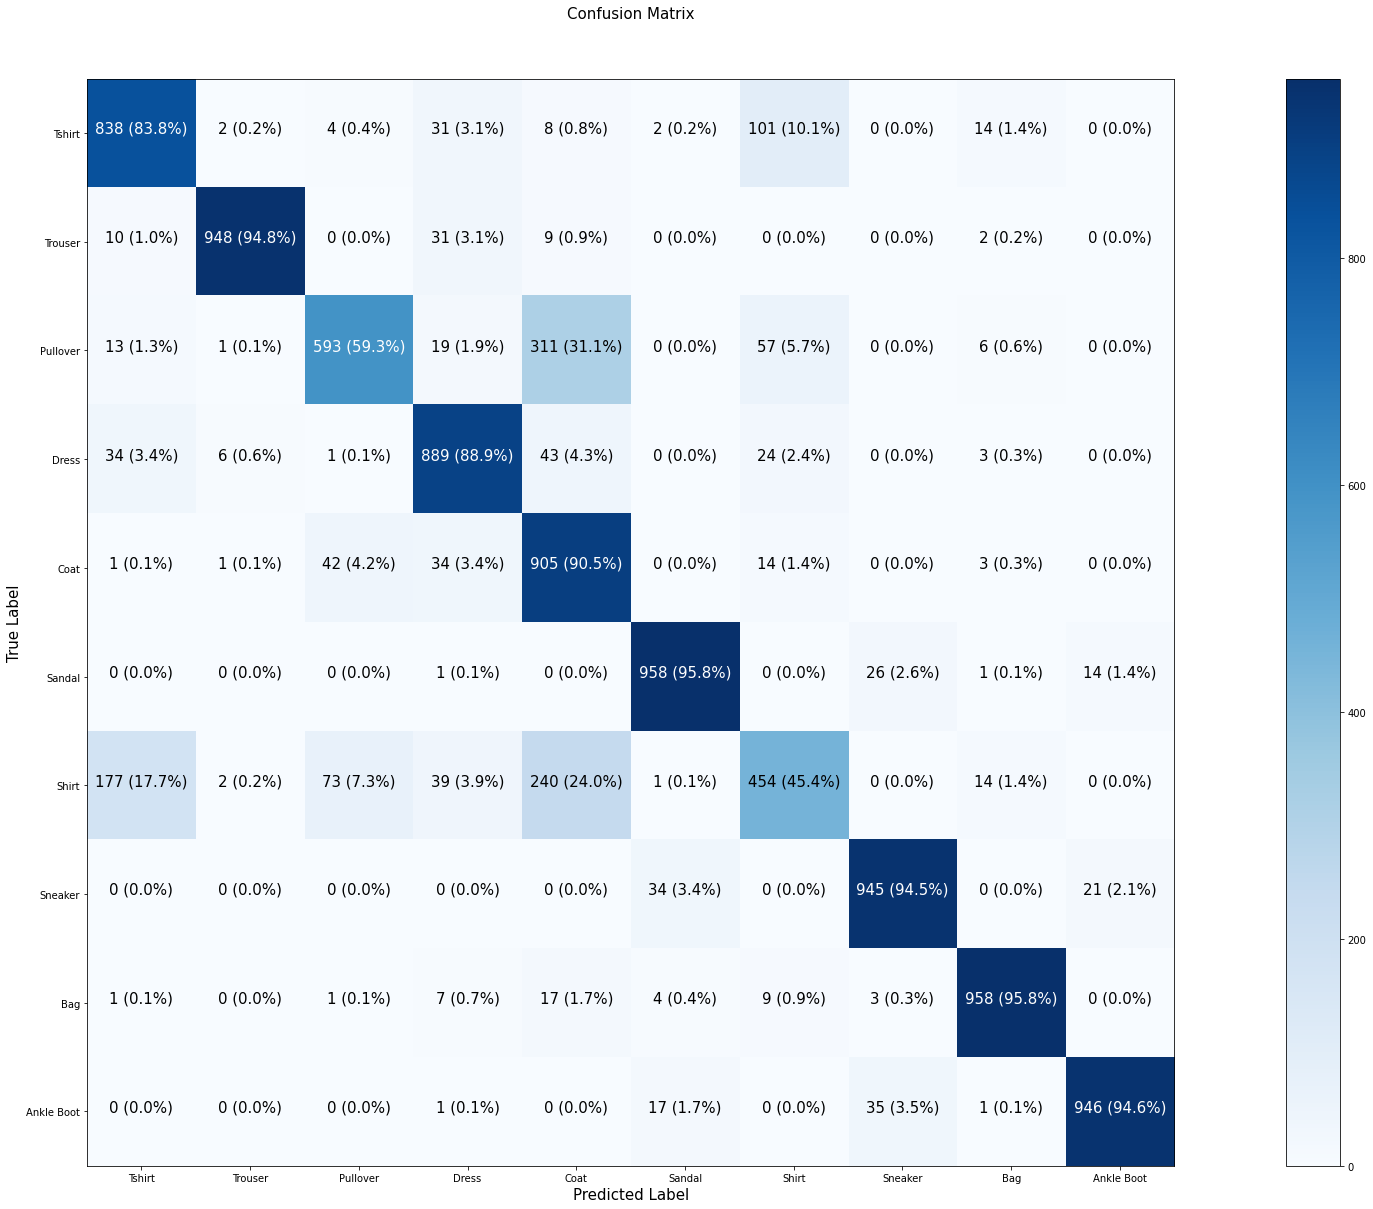 Confusion Matrix
Tshirt 838 (83.8%) 2 (0.2%) 4 (0.4%) 31 (3.1%) 8 (0.8%) 2 (0.2%) 101 (10.1%) 0 (0.0%) 14 (1.4%) 0 (0.0%)
Trouser 10 (1.0%) 948 (94.8%) 0 (0.0%) 31 (3.1%) 9 (0.9%) 0 (0.0%) 0 (0.0%) 0 (0.0%) 2 (0.2%) 0 (0.0%)
Pullover 13 (1.3%) 1 (0.1%) 593 (59.3%) 19 (1.9%) 311 (31.1%) 0 (0.0%) 57 (5.7%) 0 (0.0%) 6 (0.6%) 0 (0.0%)
Dress 34 (3.4%) 6 (0.6%) 1 (0.1%) 889 (88.9%) 43 (4.3%) 0 (0.0%) 24 (2.4%) 0 (0.0%) 3 (0.3%) 0 (0.0%)
Coat 1 (0.1%) 1 (0.1%) 42 (4.2%) 34 (3.4%) 905 (90.5%) 0 (0.0%) 14 (1.4%) 0 (0.0%) 3 (0.3%) 0 (0.0%)
Sandal 0 (0.0%) 0 (0.0%) 0 (0.0%) 1 (0.1%) 0 (0.0%) 958 (95.8%) 0 (0.0%) 26 (2.6%) 1 (0.1%) 14 (1.4%)
Shirt 177 (17.7%) 2 (0.2%) 73 (7.3%) 39 (3.9%) 240 (24.0%) 1 (0.1%) 454 (45.4%) 0 (0.0%) 14 (1.4%) 0 (0.0%)
Sneaker 0 (0.0%) 0 (0.0%) 0 (0.0%) 0 (0.0%) 0 (0.0%) 34 (3.4%) 0 (0.0%) 945 (94.5%) 0 (0.0%) 21 (2.1%)
Bag 1 (0.1%) 0 (0.0%) 1 (0.1%) 7 (0.7%) 17 (1.7%) 4 (0.4%) 9 (0.9%) 3 (0.3%) 958 (95.8%) 0 (0.0%)
Ankle Boot 0 (0.0%) 0 (0.0%) 0 (0.0%) 1 (0.1%) 0 (0.0%) 17 (1.7%) 0 (0.0%) 35 (3.5%) 1 (0.1%) 946 (94.6%)
Tshirt Trouser Pullover Dress Coat Sandal Shirt Sneaker Bag Ankle Boot
Predicted Label
True Label
800
600
400
200
0